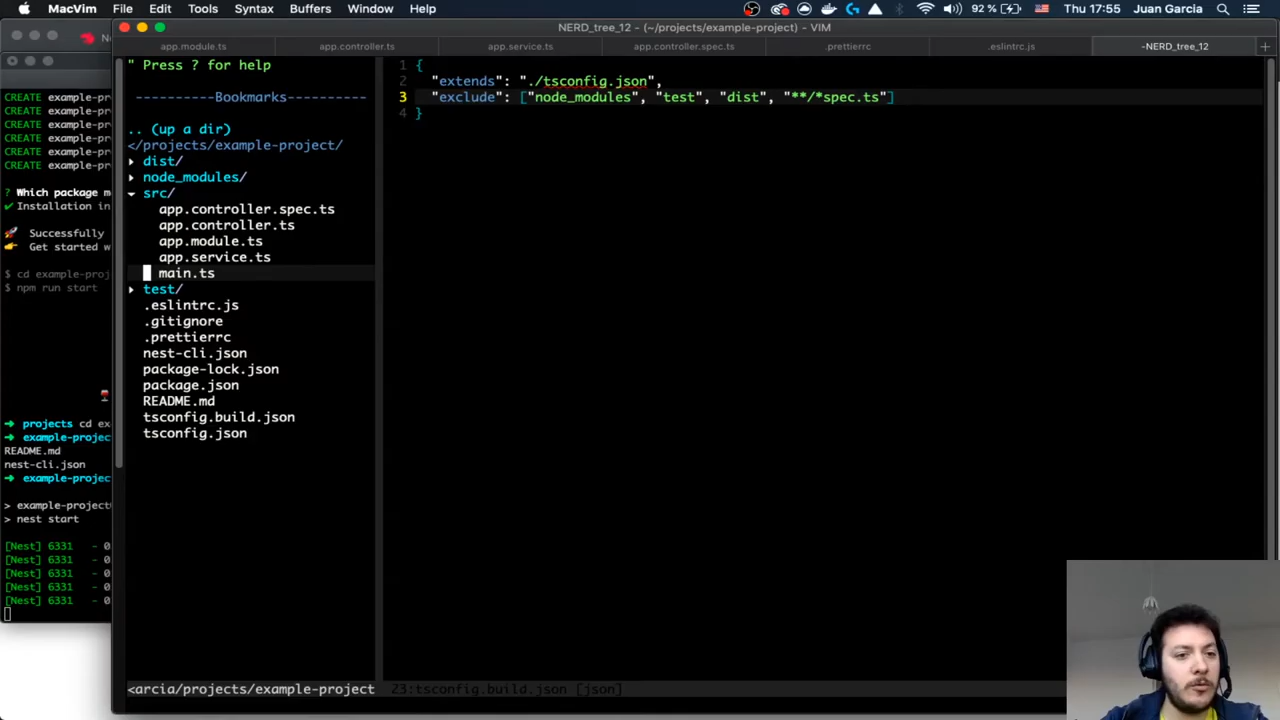 MacVim File Edit Tools Syntax Buffers Window Help
92 % Thu 17:55 Juan Garcia
NERD_tree_12 - (~/projects/example-project) - VIM
app.module.ts app.controller.ts app.service.ts app.controller.spec.ts .prettierrc .eslintrc.js -NERD_tree_12
CREATE example-pr
CREATE example-pr
CREATE example-pr
CREATE example-pr
CREATE example-pr
CREATE example-pr
? Which package m
✔ Installation in
Successfully
Get started w
$ cd example-proj
$ npm run start
➜ projects cd ex
➜ example-projec
README.md
nest-cli.json
➜ example-projec
> example-project
> nest start
[Nest] 6331 - 0
[Nest] 6331 - 0
[Nest] 6331 - 0
[Nest] 6331 - 0
[Nest] 6331 - 0
" Press ? for help
----------Bookmarks----------
.. (up a dir)
</projects/example-project/
▸ dist/
▸ node_modules/
▾ src/
app.controller.spec.ts
app.controller.ts
app.module.ts
app.service.ts
main.ts
▸ test/
.eslintrc.js
.gitignore
.prettierrc
nest-cli.json
package-lock.json
package.json
README.md
tsconfig.build.json
tsconfig.json
<arcia/projects/example-project
1 {
2 "extends": "./tsconfig.json",
3 "exclude": ["node_modules", "test", "dist", "**/*spec.ts"]
4 }
23:tsconfig.build.json [json]